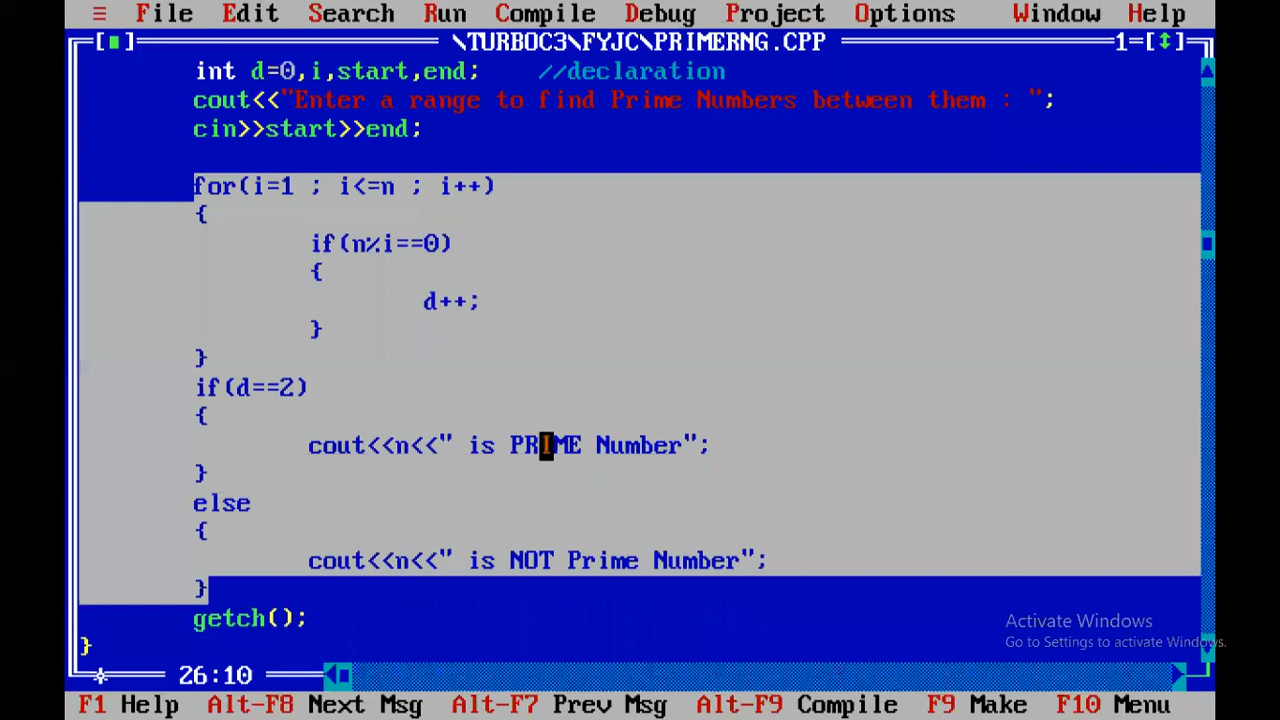 ≡ File Edit Search Run Compile Debug Project Options Window Help
[■] \TURBOC3\FYJC\PRIMERNG.CPP 1=[↕]
int d=0,i,start,end; //declaration
cout<<"Enter a range to find Prime Numbers between them : ";
cin>>start>>end;
for(i=1 ; i<=n ; i++)
{
if(n%i==0)
{
d++;
}
}
if(d==2)
{
cout<<n<<" is PRIME Number";
}
else
{
cout<<n<<" is NOT Prime Number";
}
getch();
}
26:10
Activate Windows
Go to Settings to activate Windows.
F1 Help Alt-F8 Next Msg Alt-F7 Prev Msg Alt-F9 Compile F9 Make F10 Menu